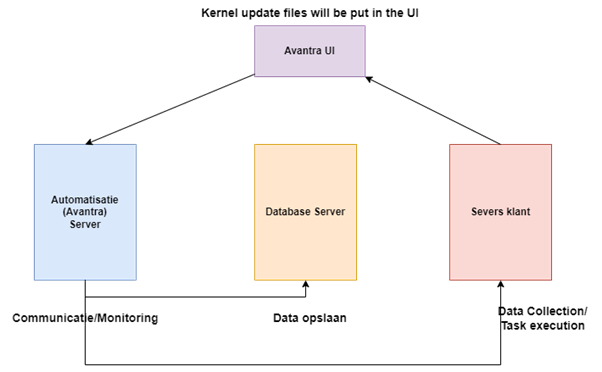 Kernel update files will be put in the UI
Avantra UI
Automatisatie
(Avantra)
Server
Database Server
Severs klant
Communicatie/Monitoring
Data opslaan
Data Collection/
Task execution